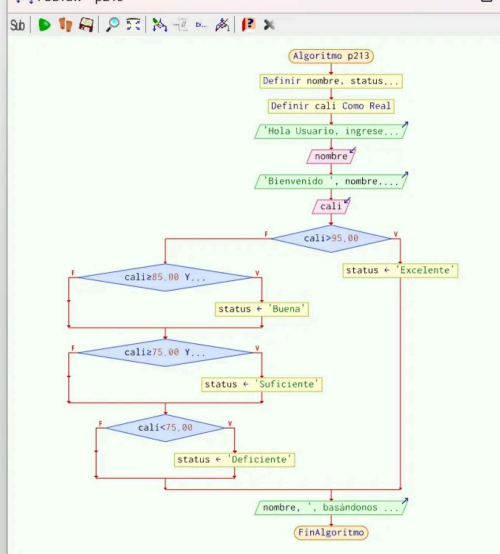 Sub
Algoritmo p213
Definir nombre, status...
Definir cali Como Real
'Hola Usuario, ingrese...
nombre
'Bienvenido ', nombre,...
cali
F
cali>95,00
V
status ← 'Excelente'
F
cali≥85,00 Y...
V
status ← 'Buena'
F
cali≥75,00 Y...
V
status ← 'Suficiente'
F
cali<75,00
V
status ← 'Deficiente'
nombre, ', basándonos ...
FinAlgoritmo